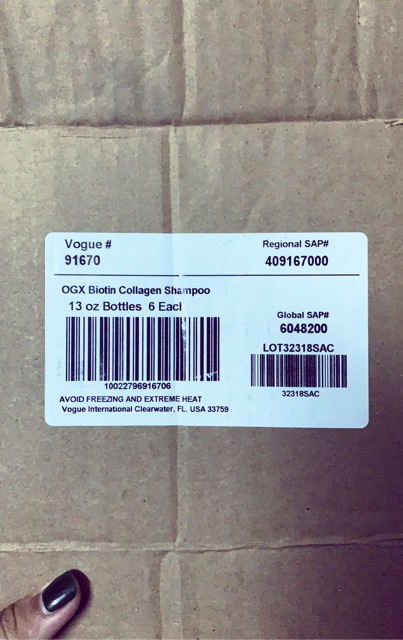 Vogue #
91670
Regional SAP#
409167000
OGX Biotin Collagen Shampoo
13 oz Bottles 6 Each
10022796916706
Global SAP#
6048200
LOT32318SAC
32318SAC
AVOID FREEZING AND EXTREME HEAT
Vogue International Clearwater, FL. USA 33759